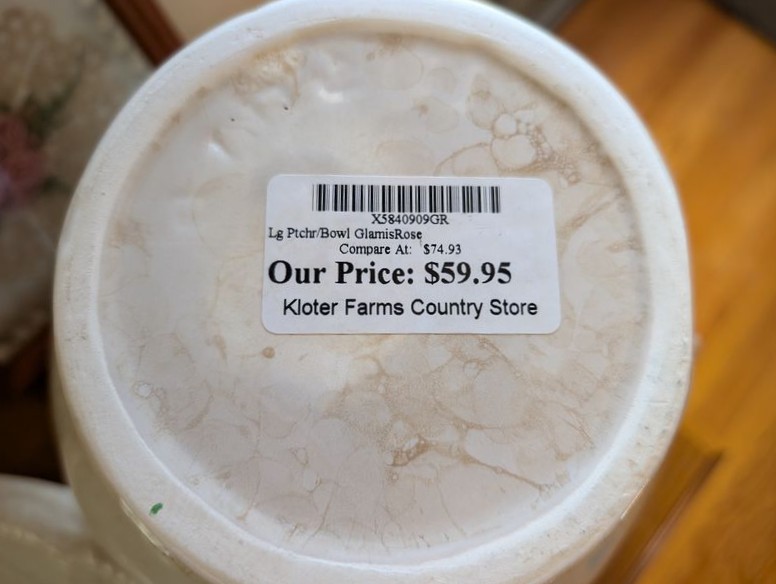 X5840909GR
Lg Ptchr/Bowl GlamisRose
Compare At: $74.93
Our Price: $59.95
Kloter Farms Country Store